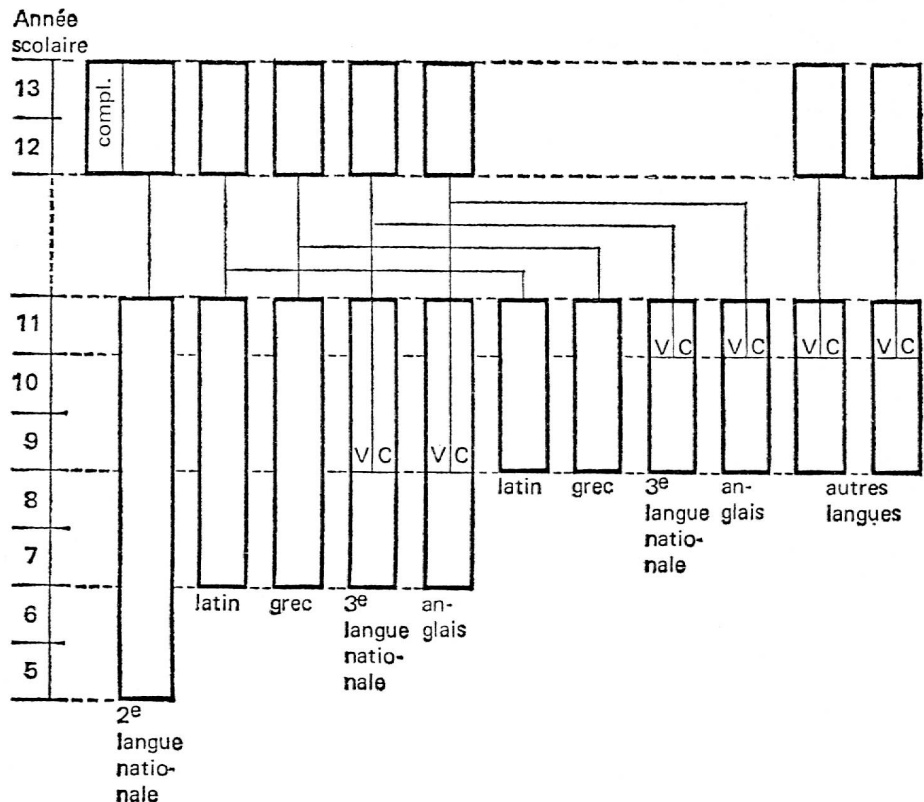 Année
scolaire
13
compl.
12
11
V C V C V C V C
10
9
V C V C
8
latin grec 3e an- autres
langue glais langues
natio-
nale
7
6
latin grec 3e an-
langue glais
natio-
nale
5
2e
langue
natio-
nale